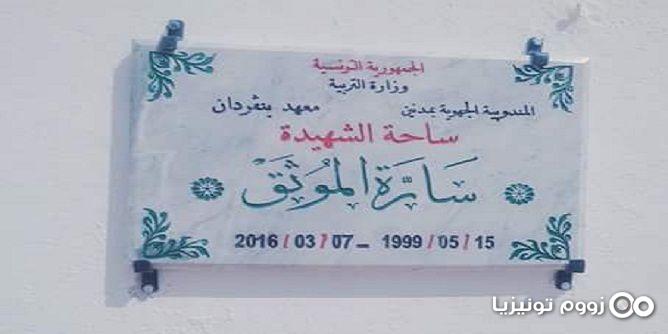 الجمهورية التونسية
وزارة التربية
المندوبية الجهوية بمدنين
معهد بنڨردان
ساحة الشهيدة
سارة الموثق
2016 / 03 / 07 – 1999 / 05 / 15
زووم تونيزيا